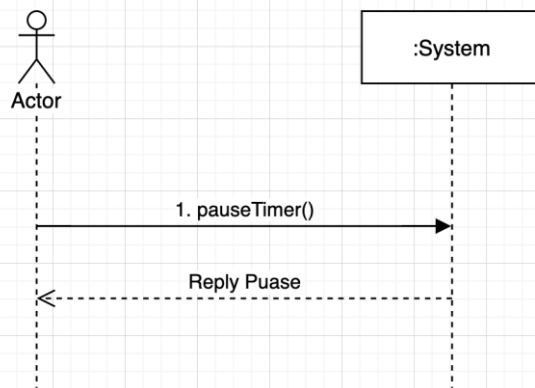 :System
Actor
1. pauseTimer()
Reply Puase